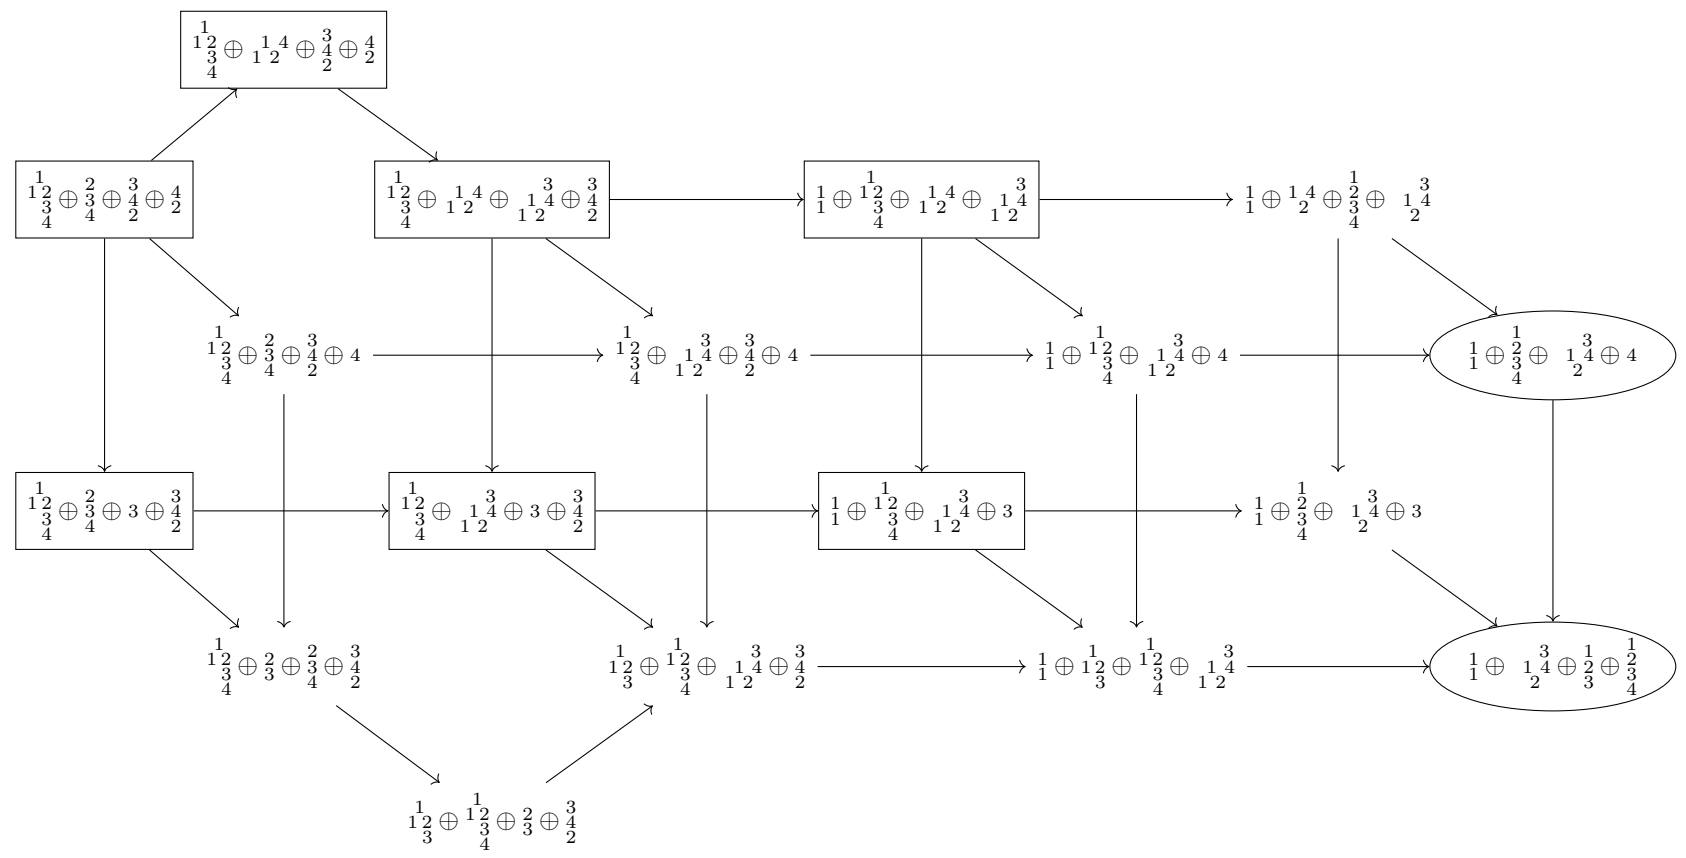 1 1 2 3 4 ⊕ 1 4 1 2 ⊕ 3 4 2 ⊕ 4 2
1 1 2 3 4 ⊕ 2 3 4 ⊕ 3 4 2 ⊕ 4 2
1 1 2 3 4 ⊕ 1 4 1 2 ⊕ 3 1 4 1 2 ⊕ 3 4 2
1 1 ⊕ 1 1 2 3 4 ⊕ 1 4 1 2 ⊕ 3 1 4 1 2
1 1 ⊕ 1 4 2 ⊕ 1 2 3 4 ⊕ 3 1 4 2
1 1 2 3 4 ⊕ 2 3 4 ⊕ 3 4 2 ⊕ 4
1 1 2 3 4 ⊕ 3 1 4 1 2 ⊕ 3 4 2 ⊕ 4
1 1 ⊕ 1 1 2 3 4 ⊕ 3 1 4 1 2 ⊕ 4
1 1 ⊕ 1 2 3 4 ⊕ 3 1 4 2 ⊕ 4
1 1 2 3 4 ⊕ 2 3 4 ⊕ 3 ⊕ 3 4 2
1 1 2 3 4 ⊕ 3 1 4 1 2 ⊕ 3 ⊕ 3 4 2
1 1 ⊕ 1 1 2 3 4 ⊕ 3 1 4 1 2 ⊕ 3
1 1 ⊕ 1 2 3 4 ⊕ 3 1 4 2 ⊕ 3
1 1 2 3 4 ⊕ 2 3 ⊕ 2 3 4 ⊕ 3 4 2
1 1 2 3 ⊕ 1 1 2 3 4 ⊕ 3 1 4 1 2 ⊕ 3 4 2
1 1 ⊕ 1 1 2 3 ⊕ 1 1 2 3 4 ⊕ 3 1 4 1 2
1 1 ⊕ 3 1 4 2 ⊕ 1 2 3 ⊕ 1 2 3 4
1 1 2 3 ⊕ 1 1 2 3 4 ⊕ 2 3 ⊕ 3 4 2